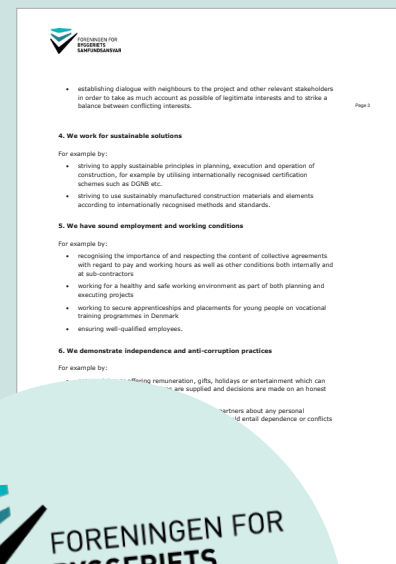 FORENINGEN FOR
BYGGERIETS
SAMFUNDSANSVAR
• establishing dialogue with neighbours to the project and other relevant stakeholders
in order to take as much account as possible of legitimate interests and to strike a
balance between conflicting interests.
Page 3
4. We work for sustainable solutions
For example by:
• striving to apply sustainable principles in planning, execution and operation of
construction, for example by utilising internationally recognised certification
schemes such as DGNB etc.
• striving to use sustainably manufactured construction materials and elements
according to internationally recognised methods and standards.
5. We have sound employment and working conditions
For example by:
• recognising the importance of and respecting the content of collective agreements
with regard to pay and working hours as well as other conditions both internally and
at sub-contractors
• working for a healthy and safe working environment as part of both planning and
executing projects
• working to secure apprenticeships and placements for young people on vocational
training programmes in Denmark
• ensuring well-qualified employees.
6. We demonstrate independence and anti-corruption practices
For example by:
offering remuneration, gifts, holidays or entertainment which can
are supplied and decisions are made on an honest
partners about any personal
entail dependence or conflicts
FORENINGEN FOR
BYGGERIETS